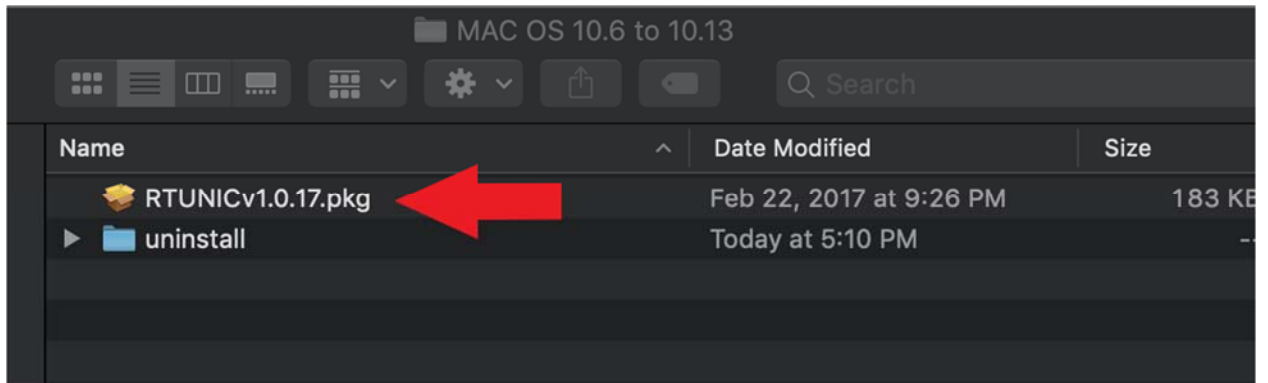 MAC OS 10.6 to 10.13
Search
Name Date Modified Size
RTUNICv1.0.17.pkg Feb 22, 2017 at 9:26 PM 183 KB
uninstall Today at 5:10 PM --